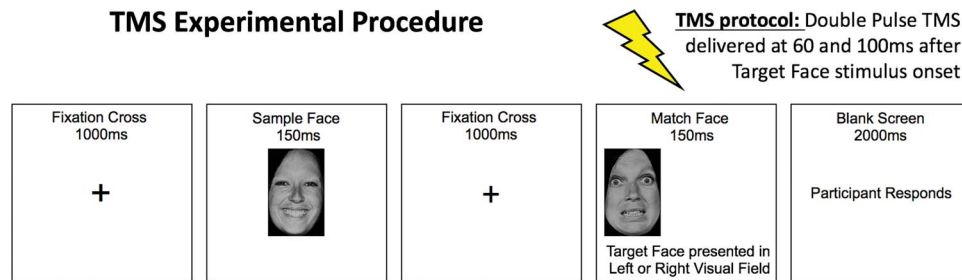 TMS Experimental Procedure
TMS protocol: Double Pulse TMS
delivered at 60 and 100ms after
Target Face stimulus onset
Fixation Cross
1000ms
+
Sample Face
150ms
Fixation Cross
1000ms
+
Match Face
150ms
Target Face presented in
Left or Right Visual Field
Blank Screen
2000ms
Participant Responds